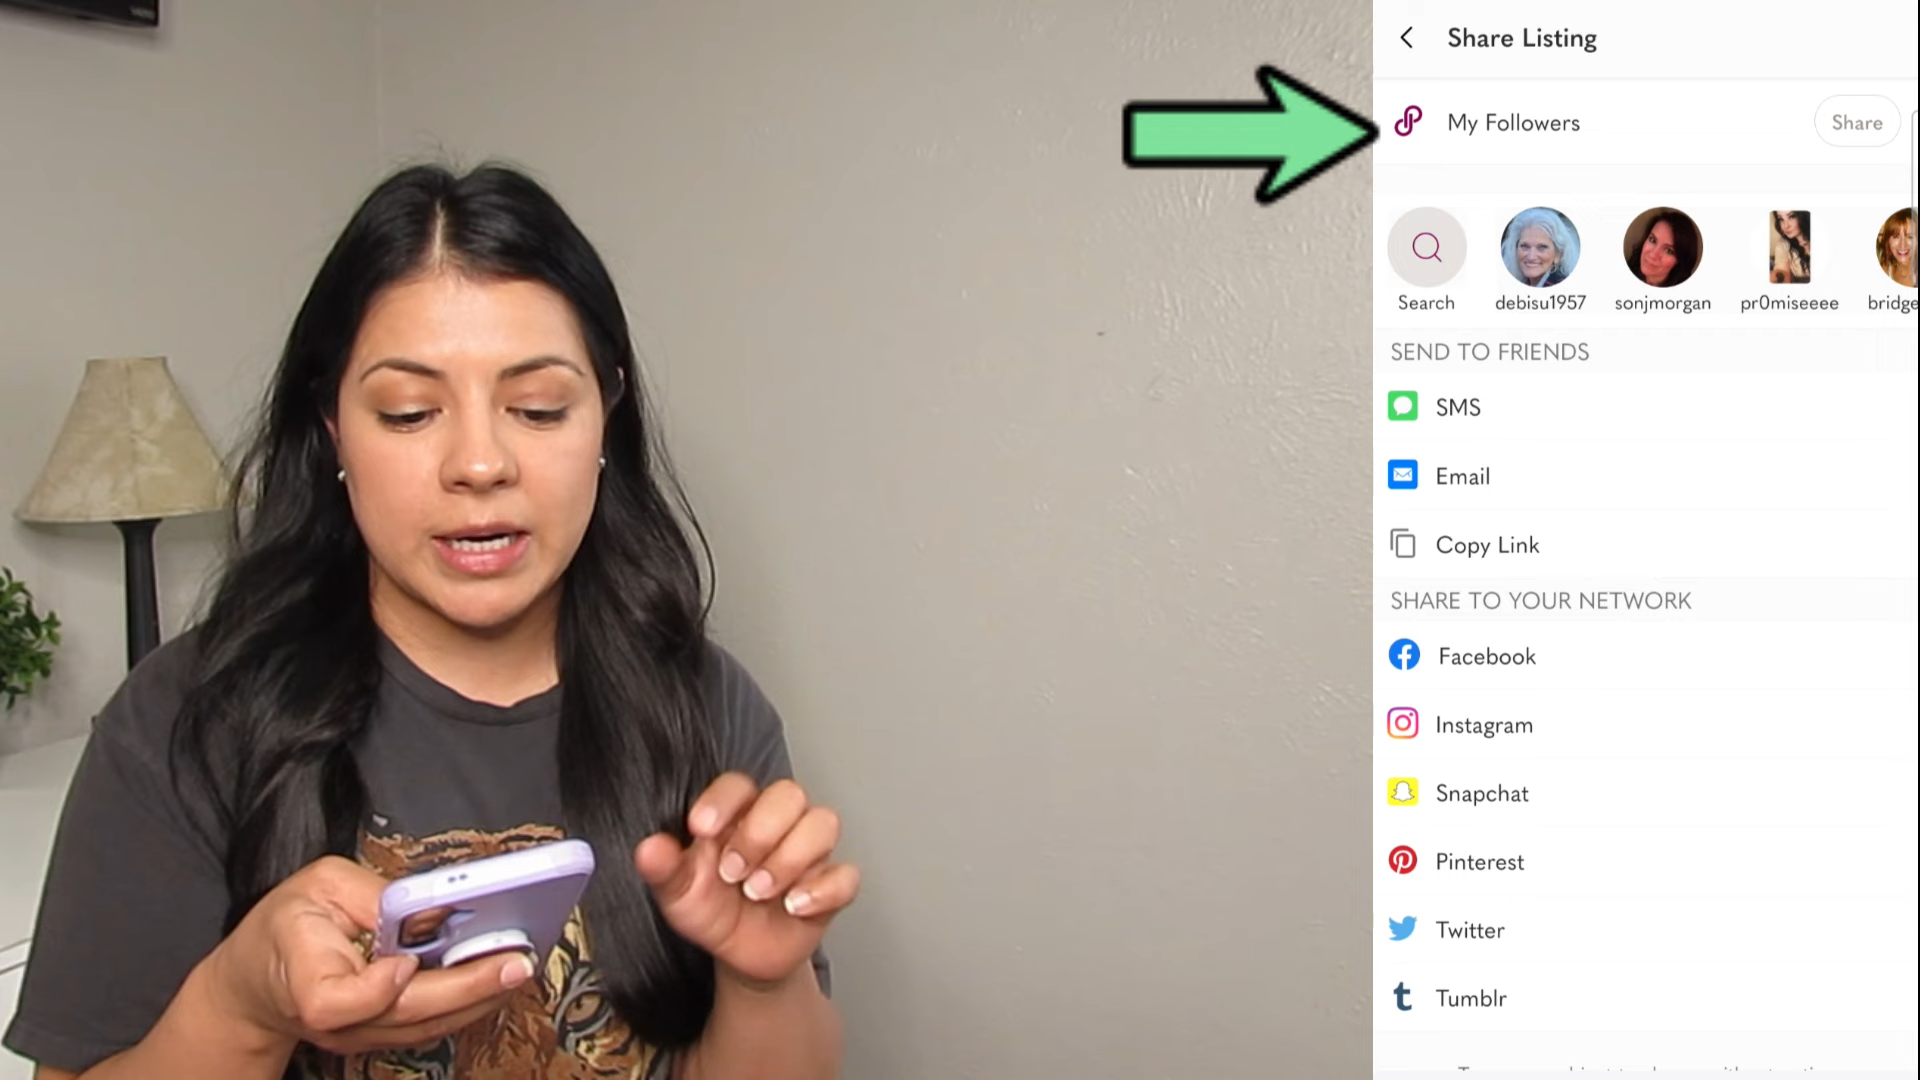 Share Listing
My Followers
Share
Search
debisu1957
sonjmorgan
pr0miseeee
bridge
SEND TO FRIENDS
SMS
Email
Copy Link
SHARE TO YOUR NETWORK
Facebook
Instagram
Snapchat
Pinterest
Twitter
Tumblr